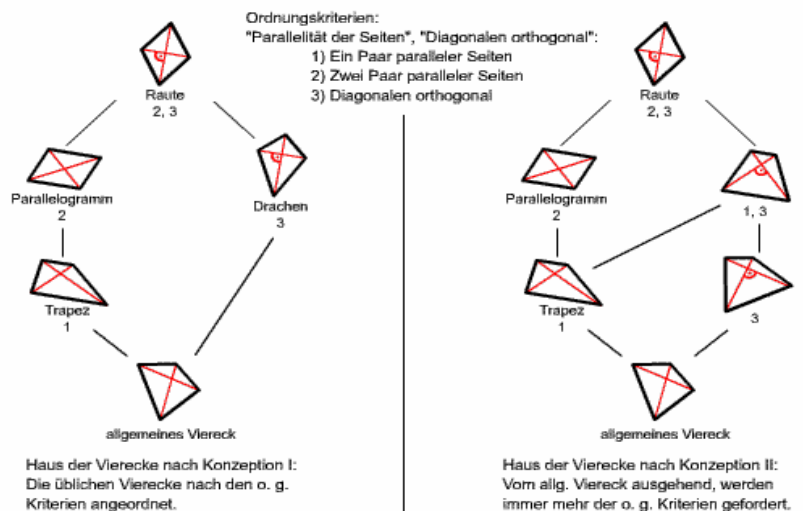 Ordnungskriterien:
"Parallelität der Seiten", "Diagonalen orthogonal":
1) Ein Paar paralleler Seiten
2) Zwei Paar paralleler Seiten
3) Diagonalen orthogonal
Raute
2, 3
Parallelogramm
2
Drachen
3
Trapez
1
allgemeines Viereck
Haus der Vierecke nach Konzeption I:
Die üblichen Vierecke nach den o. g.
Kriterien angeordnet.
Raute
2, 3
Parallelogramm
2
1, 3
Trapez
1
3
allgemeines Viereck
Haus der Vierecke nach Konzeption II:
Vom allg. Viereck ausgehend, werden
immer mehr der o. g. Kriterien gefordert.